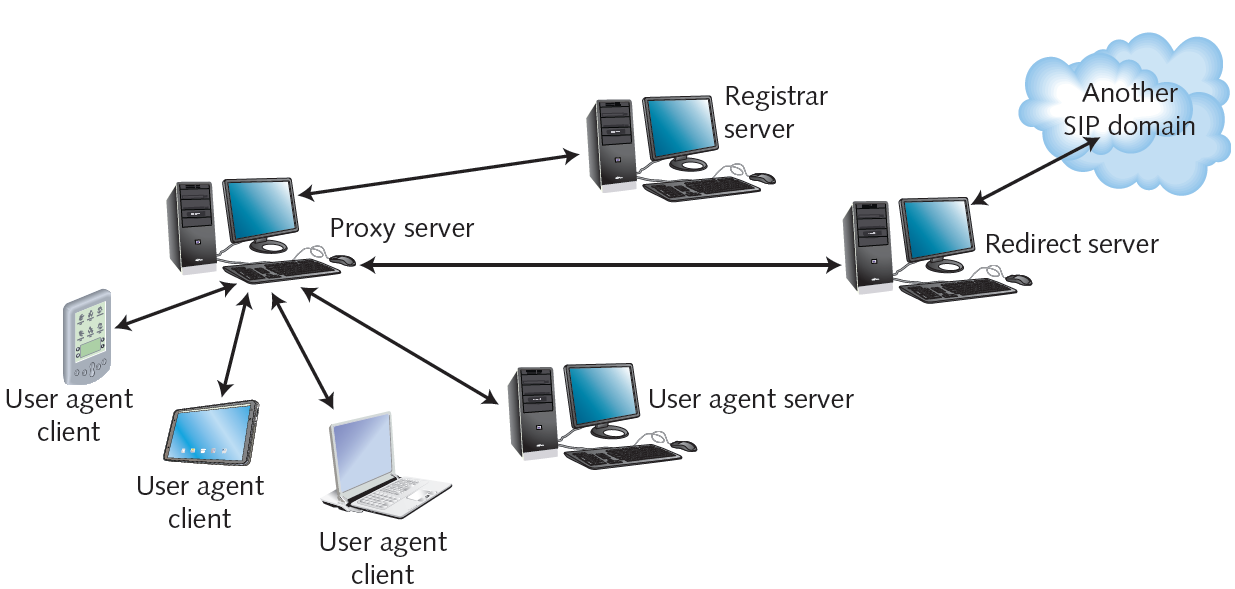 Registrar
server
Another
SIP domain
Proxy server
Redirect server
User agent
client
User agent server
User agent
client
User agent
client